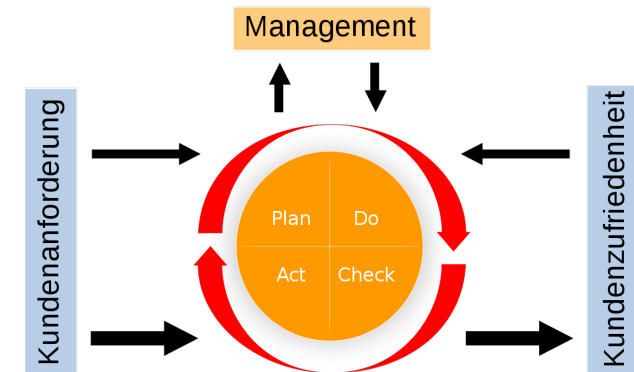 Management
Kundenanforderung
Plan
Do
Act
Check
Kundenzufriedenheit